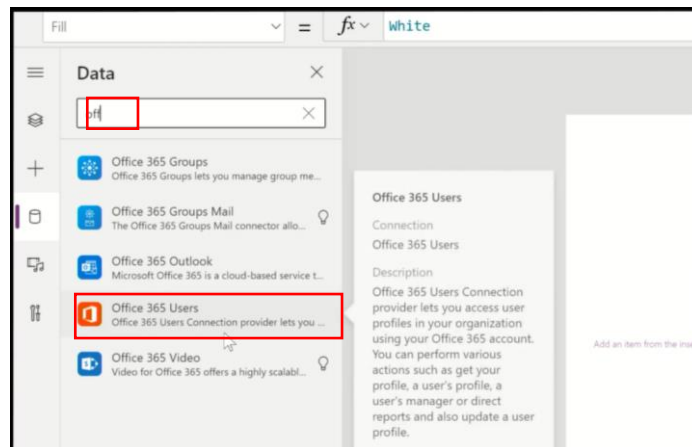 Fill
=
fx
White
Data
off
Office 365 Groups
Office 365 Groups lets you manage group me...
Office 365 Groups Mail
The Office 365 Groups Mail connector allo...
Office 365 Outlook
Microsoft Office 365 is a cloud-based service t...
Office 365 Users
Office 365 Users Connection provider lets you ...
Office 365 Video
Video for Office 365 offers a highly scalabl...
Office 365 Users
Connection
Office 365 Users
Description
Office 365 Users Connection
provider lets you access user
profiles in your organization
using your Office 365 account.
You can perform various
actions such as get your
profile, a user's profile, a
user's manager or direct
reports and also update a user
profile.
Add an item from the inse